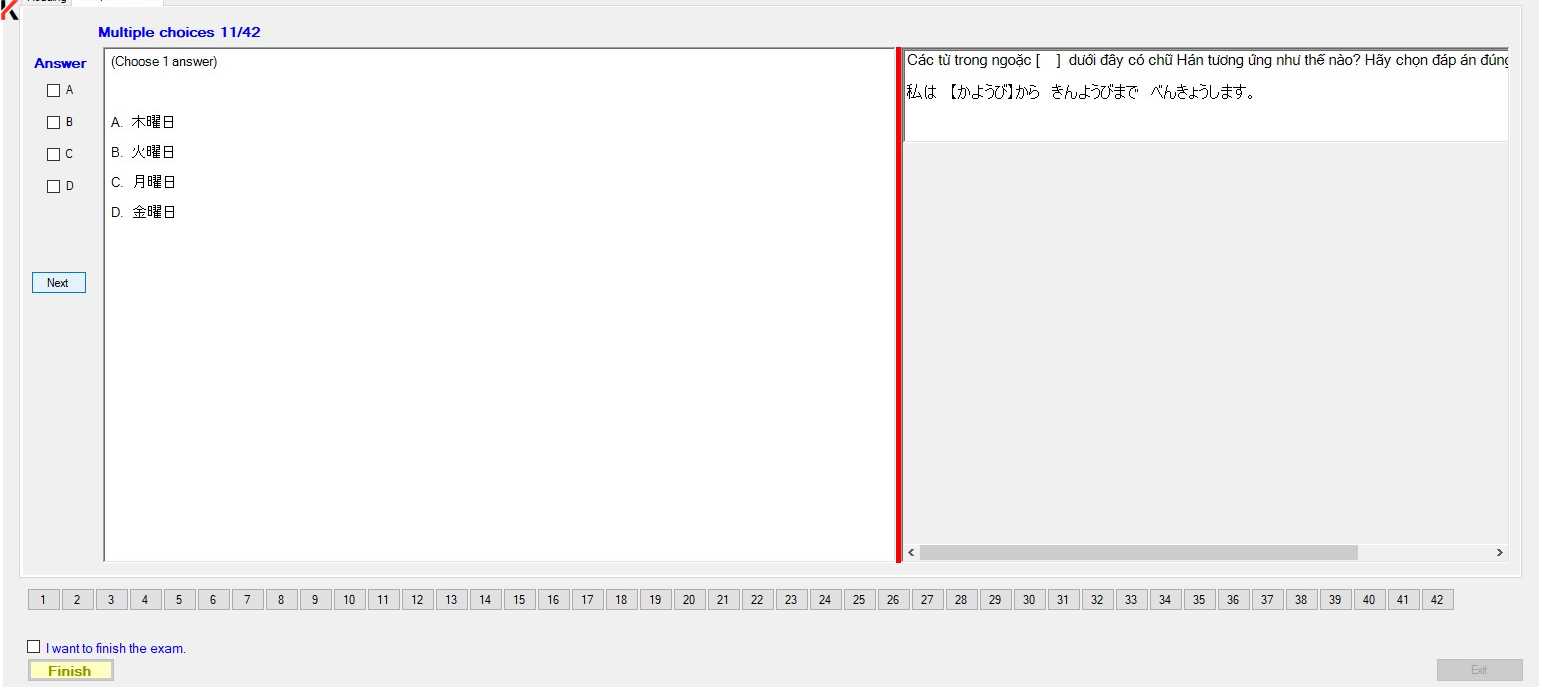 Multiple choices 11/42
Answer
A
B
C
D
Next
(Choose 1 answer)
A. 木曜日
B. 火曜日
C. 月曜日
D. 金曜日
Các từ trong ngoặc [ ] dưới đây có chữ Hán tương ứng như thế nào? Hãy chọn đáp án đúng
私は 【かようび】から きんようびまで べんきょうします。
1 2 3 4 5 6 7 8 9 10 11 12 13 14 15 16 17 18 19 20 21 22 23 24 25 26 27 28 29 30 31 32 33 34 35 36 37 38 39 40 41 42
I want to finish the exam.
Finish
Exit